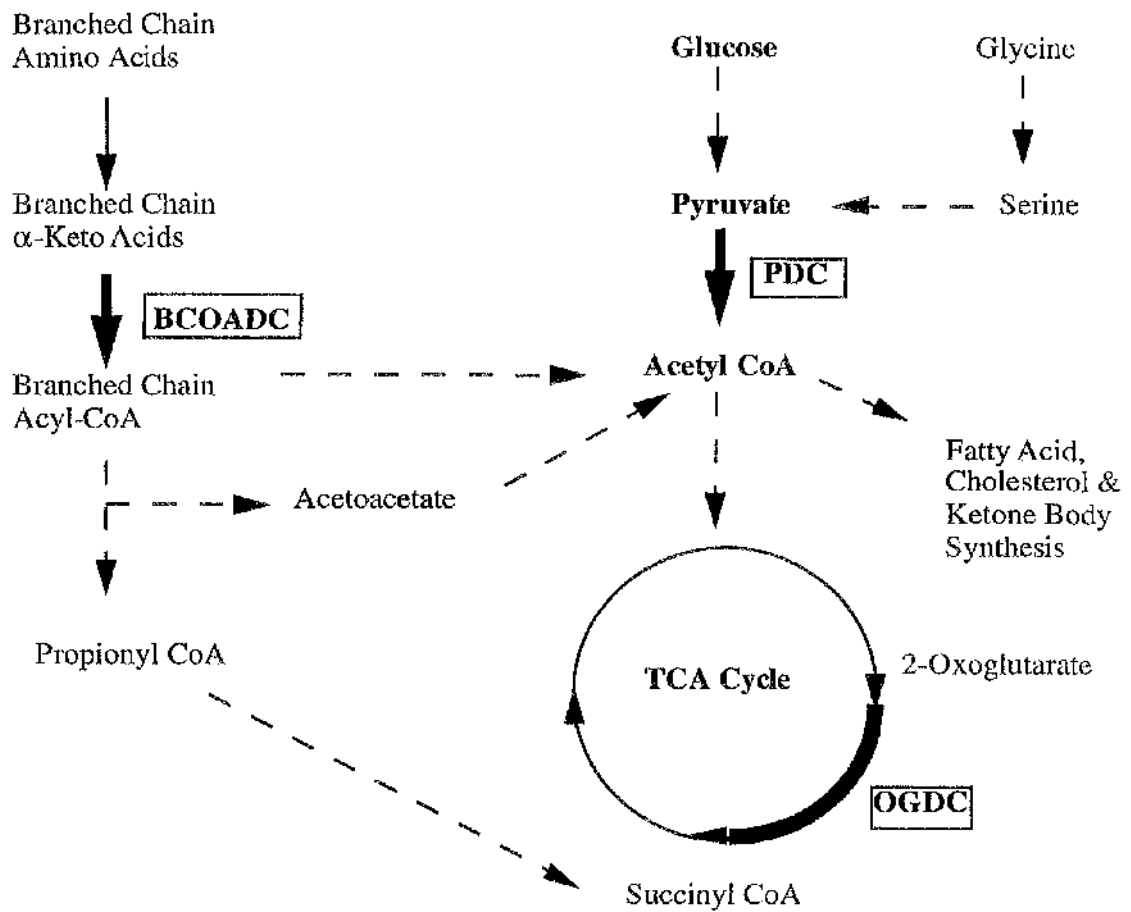 Branched Chain
Amino Acids
Glucose
Glycine
Branched Chain
α-Keto Acids
Pyruvate
Serine
PDC
BCOADC
Branched Chain
Acyl-CoA
Acetyl CoA
Fatty Acid,
Cholesterol &
Ketone Body
Synthesis
Acetoacetate
Propionyl CoA
TCA Cycle
2-Oxoglutarate
OGDC
Succinyl CoA